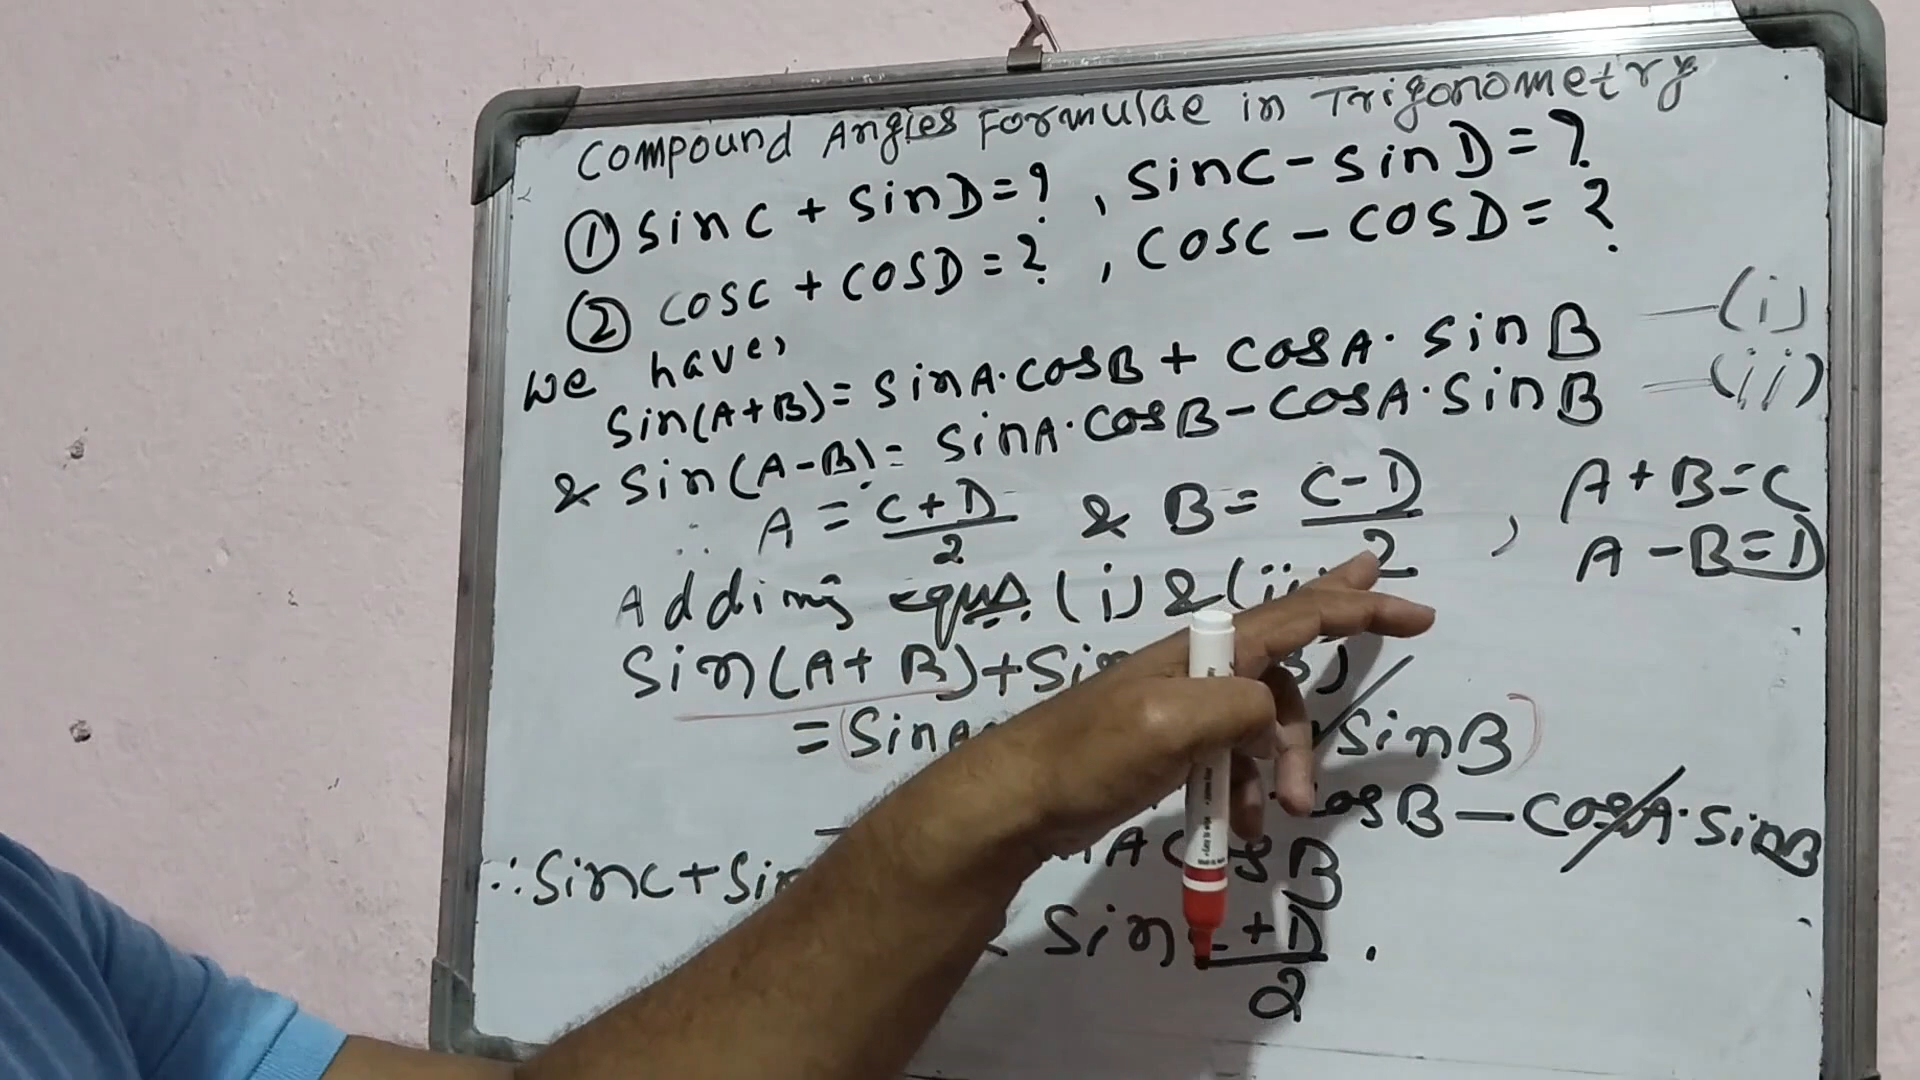 Compound Angles Formulae in Trigonometry
① sinC + sinD = ? , sinC - sinD = ?
② cosC + cosD = ? , cosC - cosD = ?
We have,
Sin(A+B) = sinA·cosB + cosA·sinB —(i)
& Sin(A-B) = sinA·cosB - cosA·sinB —(ii)
∴ A = C+D/2 & B = C-D/2 , A+B=C
A-B=D
Adding equs. (i) & (ii)
Sin(A+B)+Sin B)
= (SinA SinB)
cosB - CosA·SinB
∴ SinC + Sin ACosB
Sin C+D/2 .